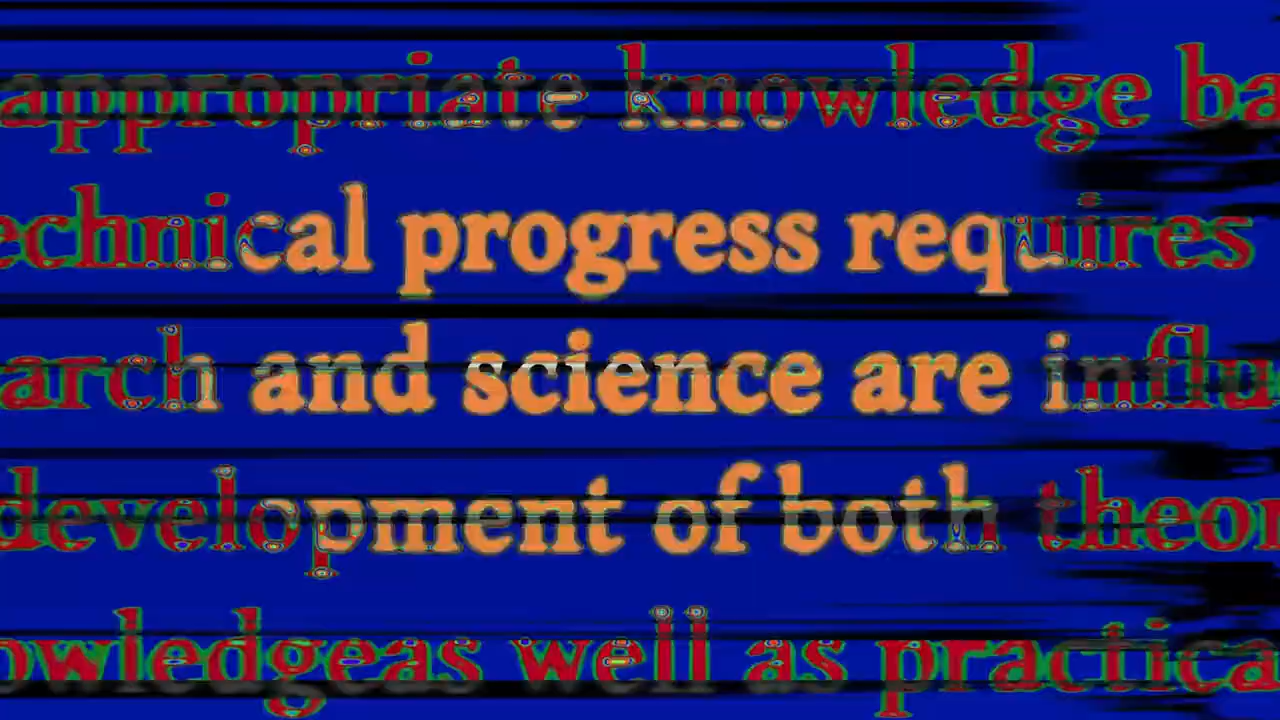 appropriate knowledge ba
echnical progress requires
arch and science are influ
development of both theor
owledgeas well as practica